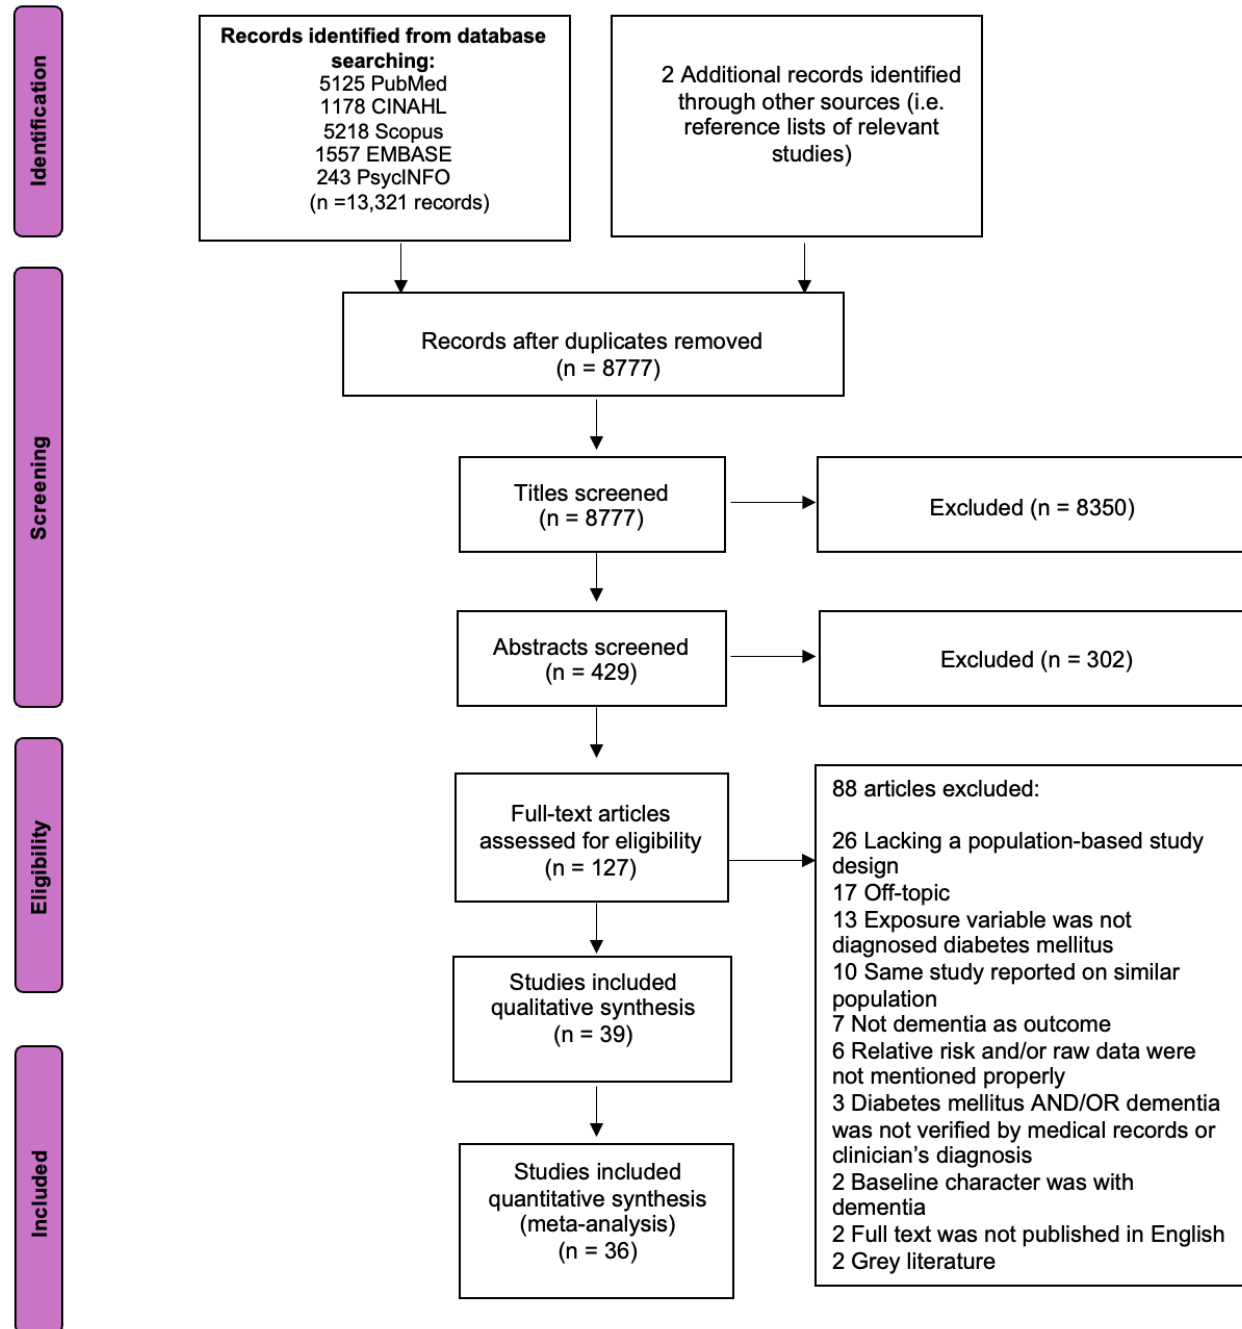 Identification
Records identified from database
searching:
5125 PubMed
1178 CINAHL
5218 Scopus
1557 EMBASE
243 PsycINFO
(n =13,321 records)
2 Additional records identified
through other sources (i.e.
reference lists of relevant
studies)
Screening
Records after duplicates removed
(n = 8777)
Titles screened
(n = 8777)
Excluded (n = 8350)
Abstracts screened
(n = 429)
Excluded (n = 302)
Eligibility
Full-text articles
assessed for eligibility
(n = 127)
88 articles excluded:
26 Lacking a population-based study
design
17 Off-topic
13 Exposure variable was not
diagnosed diabetes mellitus
10 Same study reported on similar
population
7 Not dementia as outcome
6 Relative risk and/or raw data were
not mentioned properly
3 Diabetes mellitus AND/OR dementia
was not verified by medical records or
clinician's diagnosis
2 Baseline character was with
dementia
2 Full text was not published in English
2 Grey literature
Studies included
qualitative synthesis
(n = 39)
Included
Studies included
quantitative synthesis
(meta-analysis)
(n = 36)